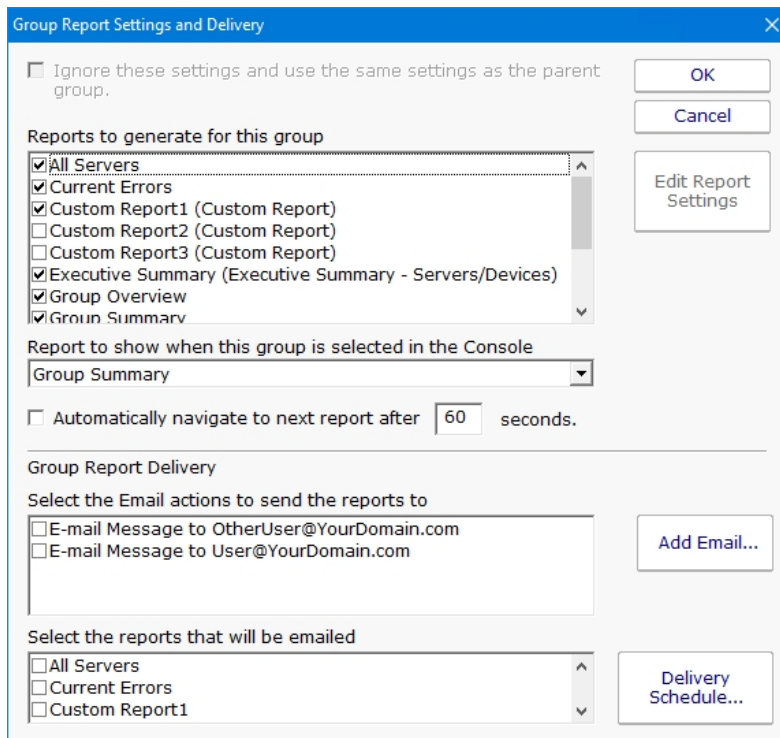 Group Report Settings and Delivery
Ignore these settings and use the same settings as the parent
group.
OK
Cancel
Reports to generate for this group
All Servers
Current Errors
Custom Report1 (Custom Report)
Custom Report2 (Custom Report)
Custom Report3 (Custom Report)
Executive Summary (Executive Summary - Servers/Devices)
Group Overview
Group Summary
Edit Report
Settings
Report to show when this group is selected in the Console
Group Summary
Automatically navigate to next report after 60 seconds.
Group Report Delivery
Select the Email actions to send the reports to
E-mail Message to OtherUser@YourDomain.com
E-mail Message to User@YourDomain.com
Add Email...
Select the reports that will be emailed
All Servers
Current Errors
Custom Report1
Delivery
Schedule...